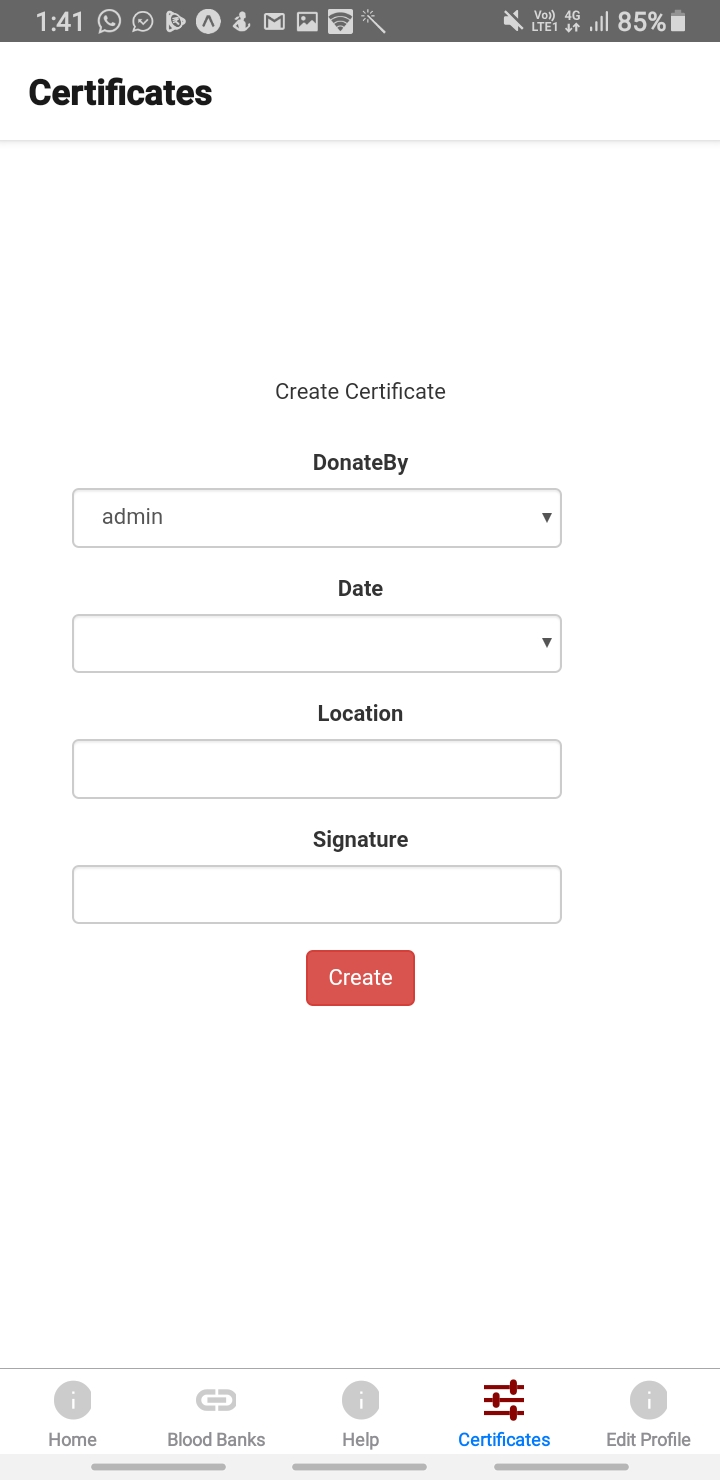 1:41 Vo)) LTE1 4G 85%
Certificates
Create Certificate
DonateBy
admin
Date
Location
Signature
Create
Home Blood Banks Help Certificates Edit Profile